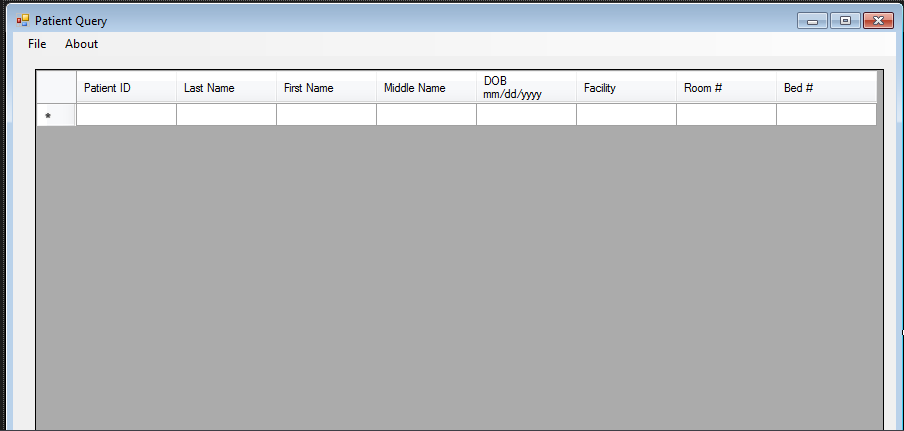 Patient Query
File About
Patient ID Last Name First Name Middle Name DOB mm/dd/yyyy Facility Room # Bed #
*